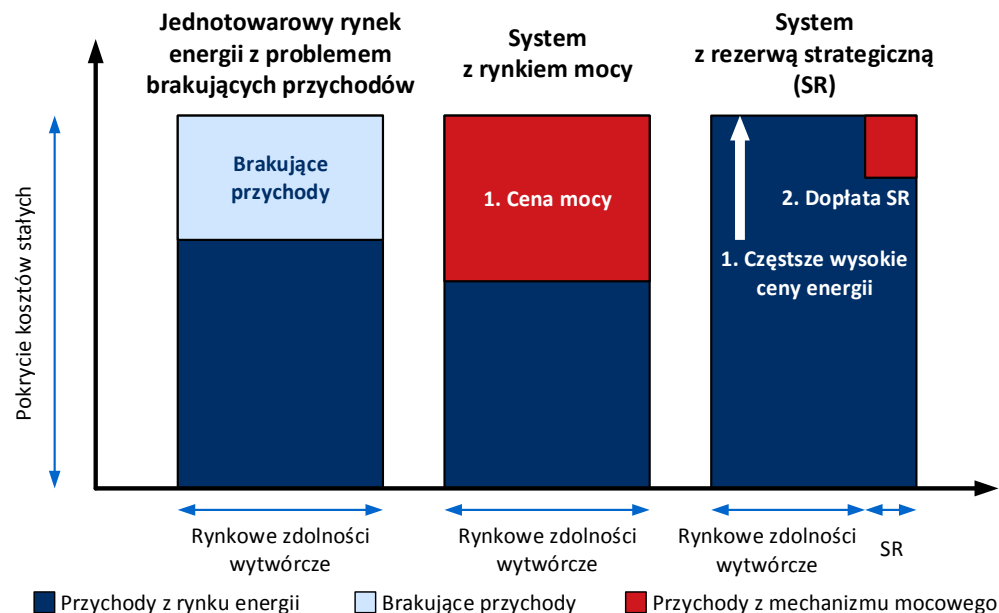 Jednotowarowy rynek
energii z problemem
brakujących przychodów
System
z rynkiem mocy
System
z rezerwą strategiczną
(SR)
Pokrycie kosztów stałych
Brakujące
przychody
1. Cena mocy
2. Dopłata SR
1. Częstsze wysokie
ceny energii
Rynkowe zdolności
wytwórcze
Rynkowe zdolności
wytwórcze
Rynkowe zdolności
wytwórcze
SR
Przychody z rynku energii
Brakujące przychody
Przychody z mechanizmu mocowego